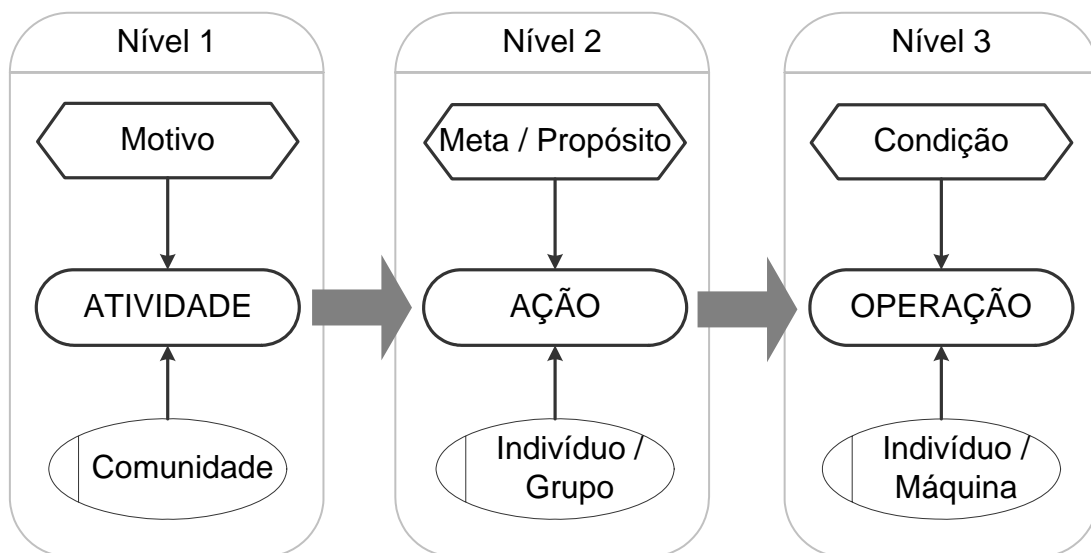 Nível 1
Motivo
ATIVIDADE
Comunidade
Nível 2
Meta / Propósito
AÇÃO
Indivíduo /
Grupo
Nível 3
Condição
OPERAÇÃO
Indivíduo /
Máquina